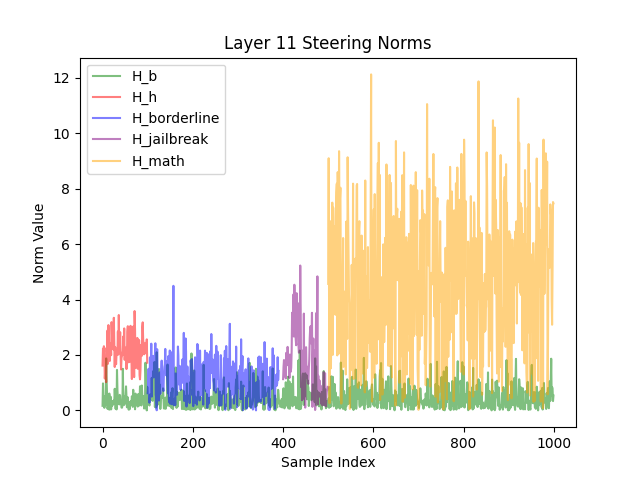 Layer 11 Steering Norms
H_b
H_h
H_borderline
H_jailbreak
H_math
Norm Value
12
10
8
6
4
2
0
0 200 400 600 800 1000
Sample Index